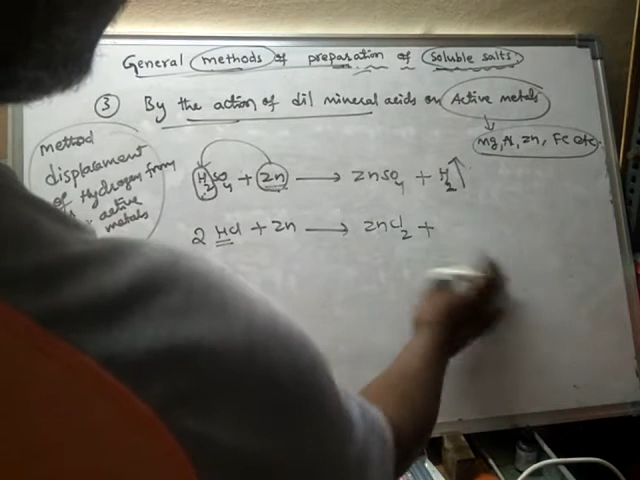 General methods of preparation of soluble salts.
③ By the action of dil mineral acids on Active metals
Mg, Al, Zn, Fe etc.
method
displacement
of Hydrogen from
active
metals
H₂SO₄ + Zn → ZnSO₄ + H₂↑
2 HCl + Zn → ZnCl₂ +